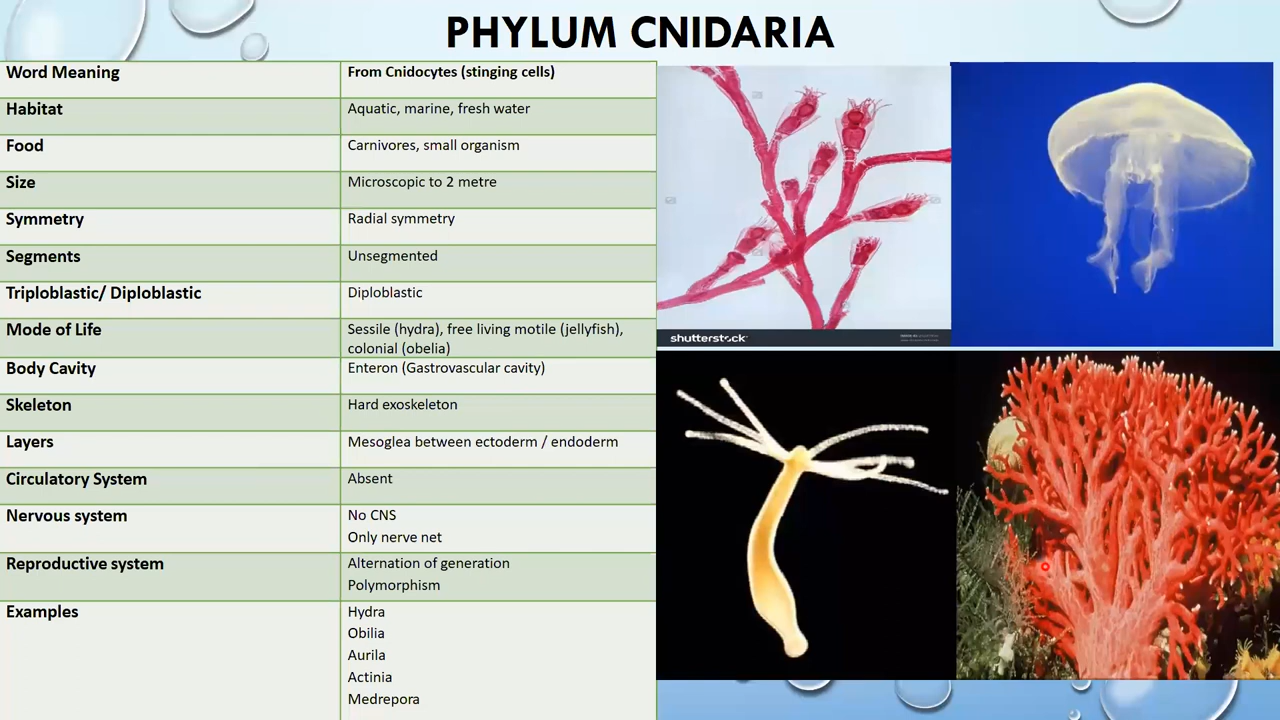 PHYLUM CNIDARIA
Word Meaning
From Cnidocytes (stinging cells)
Habitat
Aquatic, marine, fresh water
Food
Carnivores, small organism
Size
Microscopic to 2 metre
Symmetry
Radial symmetry
Segments
Unsegmented
Triploblastic/ Diploblastic
Diploblastic
Mode of Life
Sessile (hydra), free living motile (jellyfish),
colonial (obelia)
Body Cavity
Enteron (Gastrovascular cavity)
Skeleton
Hard exoskeleton
Layers
Mesoglea between ectoderm / endoderm
Circulatory System
Absent
Nervous system
No CNS
Only nerve net
Reproductive system
Alternation of generation
Polymorphism
Examples
Hydra
Obilia
Aurila
Actinia
Medrepora
shutterstock